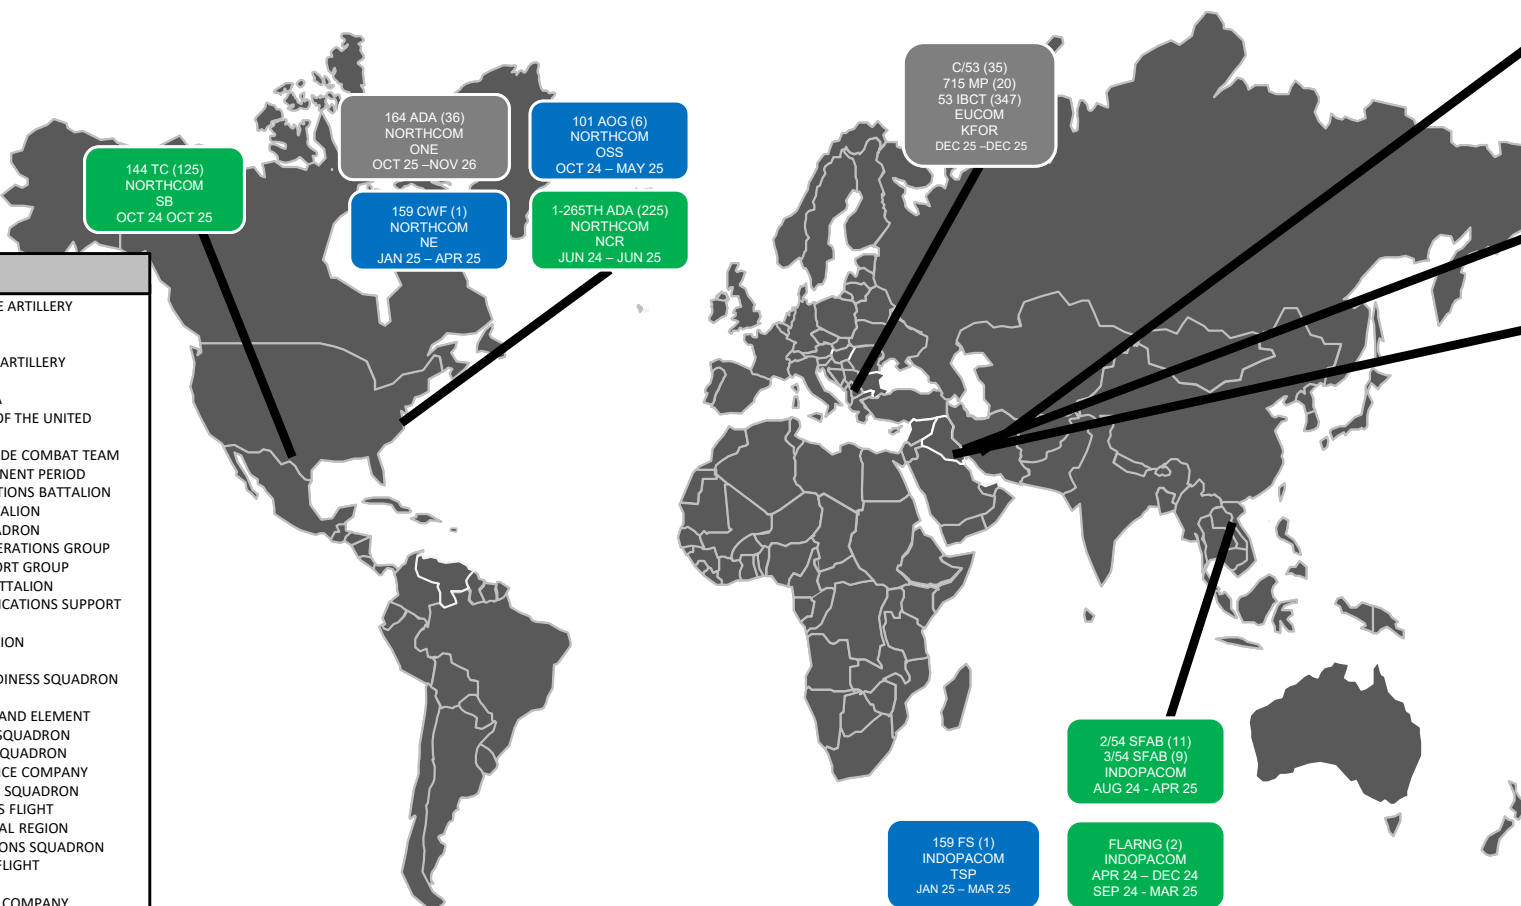 C/53 (35)
715 MP (20)
53 IBCT (347)
EUCOM
KFOR
DEC 25 –DEC 25
164 ADA (36)
NORTHCOM
ONE
OCT 25 –NOV 26
101 AOG (6)
NORTHCOM
OSS
OCT 24 – MAY 25
144 TC (125)
NORTHCOM
SB
OCT 24 OCT 25
159 CWF (1)
NORTHCOM
NE
JAN 25 – APR 25
1-265TH ADA (225)
NORTHCOM
NCR
JUN 24 – JUN 25
E ARTILLERY
ARTILLERY
A
OF THE UNITED
DE COMBAT TEAM
NENT PERIOD
TIONS BATTALION
TALION
ADRON
ERATIONS GROUP
ORT GROUP
TTALION
ICATIONS SUPPORT
ION
DINESS SQUADRON
AND ELEMENT
SQUADRON
QUADRON
NCE COMPANY
SQUADRON
S FLIGHT
AL REGION
ONS SQUADRON
FLIGHT
COMPANY
2/54 SFAB (11)
3/54 SFAB (9)
INDOPACOM
AUG 24 - APR 25
159 FS (1)
INDOPACOM
TSP
JAN 25 – MAR 25
FLARNG (2)
INDOPACOM
APR 24 – DEC 24
SEP 24 - MAR 25